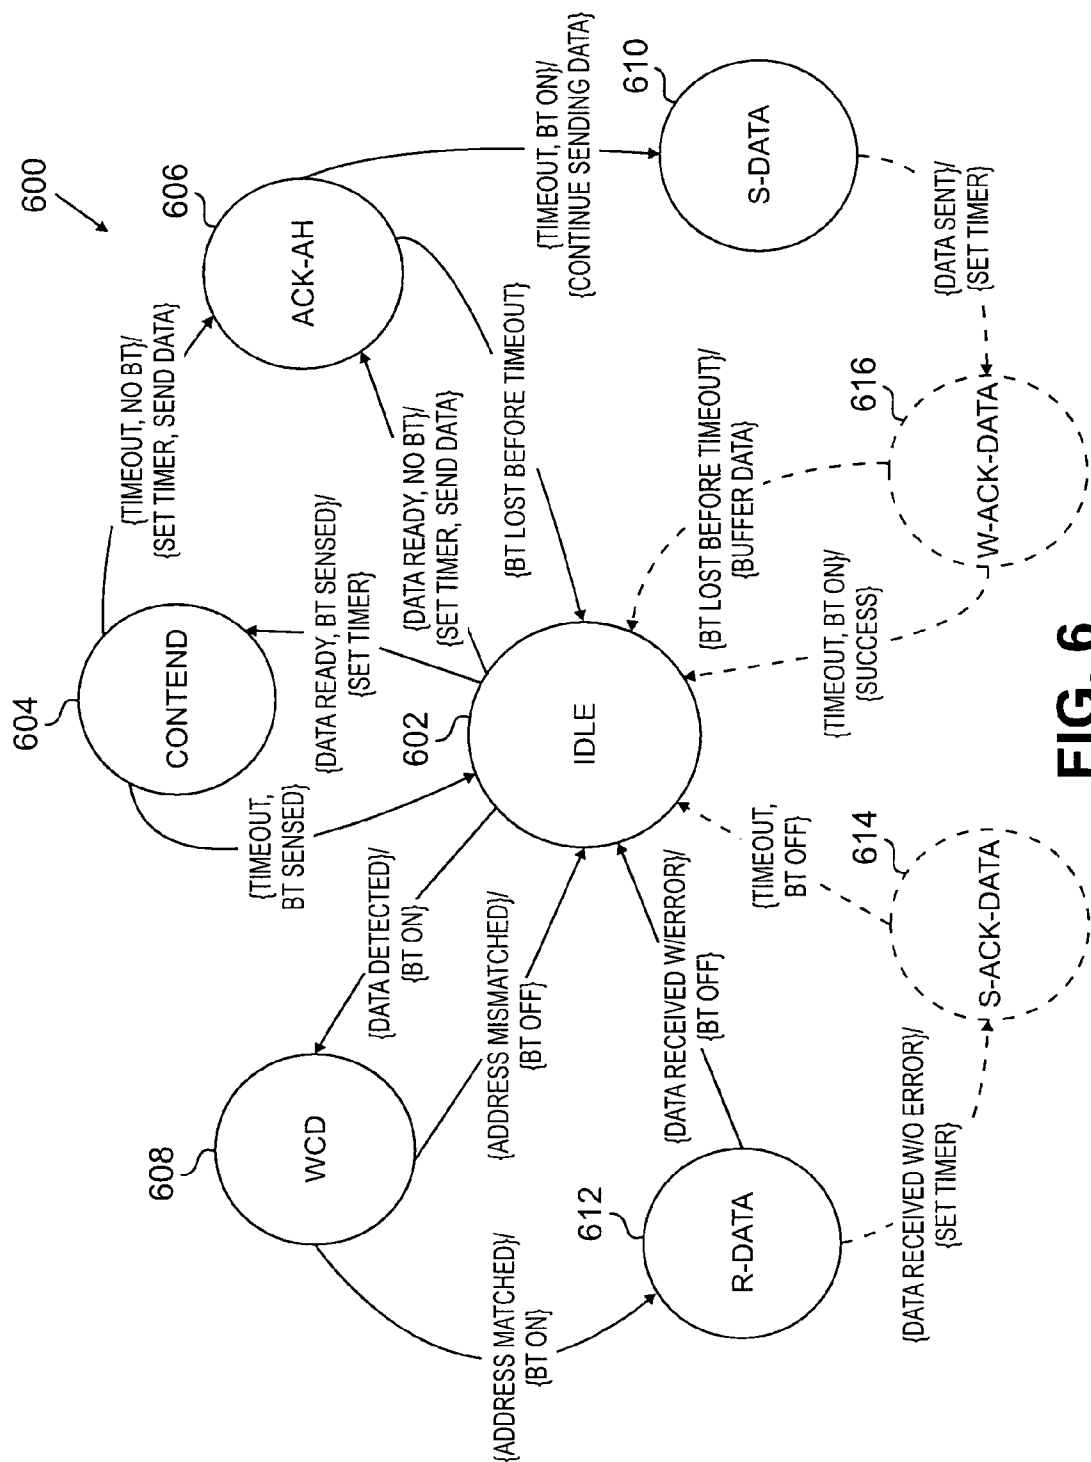 600
604
CONTEND
{TIMEOUT, NO BT}/
{SET TIMER, SEND DATA}
606
ACK-AH
{TIMEOUT,
BT SENSED}
{DATA READY, BT SENSED}/
{SET TIMER}
{DATA READY, NO BT}/
{SET TIMER, SEND DATA}
{BT LOST BEFORE TIMEOUT}
{TIMEOUT, BT ON}/
{CONTINUE SENDING DATA}
608
WCD
{DATA DETECTED}/
{BT ON}
{ADDRESS MISMATCHED}/
{BT OFF}
602
IDLE
610
S-DATA
{ADDRESS MATCHED}/
{BT ON}
612
R-DATA
{DATA RECEIVED W/ERROR}/
{BT OFF}
{TIMEOUT,
BT OFF}
{TIMEOUT, BT ON}/
{SUCCESS}
{BT LOST BEFORE TIMEOUT}/
{BUFFER DATA}
{DATA SENT}/
{SET TIMER}
{DATA RECEIVED W/O ERROR}/
{SET TIMER}
614
S-ACK-DATA
616
W-ACK-DATA
FIG. 6